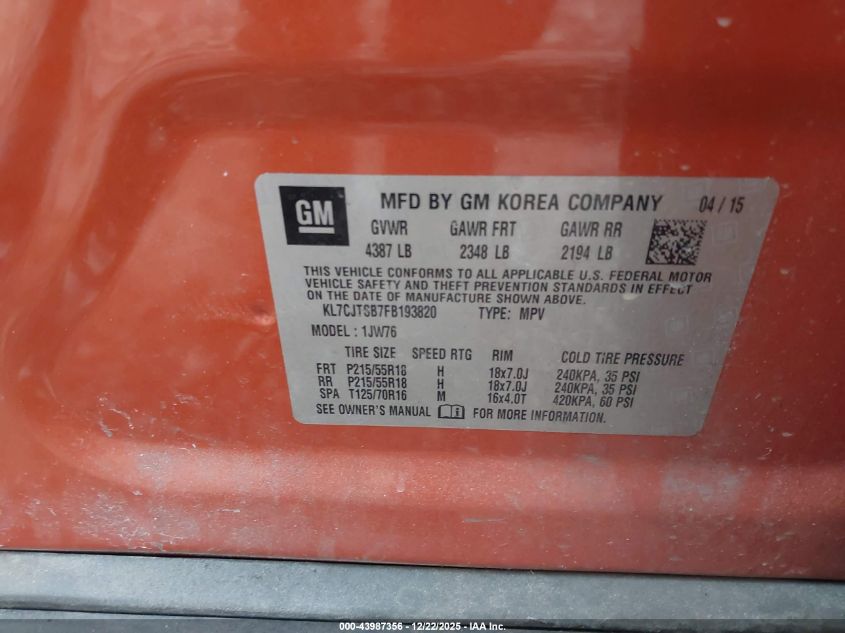 GM MFD BY GM KOREA COMPANY 04 / 15
GVWR GAWR FRT GAWR RR
4387 LB 2348 LB 2194 LB
THIS VEHICLE CONFORMS TO ALL APPLICABLE U.S. FEDERAL MOTOR
VEHICLE SAFETY AND THEFT PREVENTION STANDARDS IN EFFECT
ON THE DATE OF MANUFACTURE SHOWN ABOVE.
KL7CJTSB7FB193820 TYPE: MPV
MODEL : 1JW76
TIRE SIZE SPEED RTG RIM COLD TIRE PRESSURE
FRT P215/55R18 H 18x7.0J 240KPA, 35 PSI
RR P215/55R18 H 18x7.0J 240KPA, 35 PSI
SPA T125/70R16 M 16x4.0T 420KPA, 60 PSI
SEE OWNER'S MANUAL FOR MORE INFORMATION.
000-43987356 - 12/22/2025 - IAA Inc.